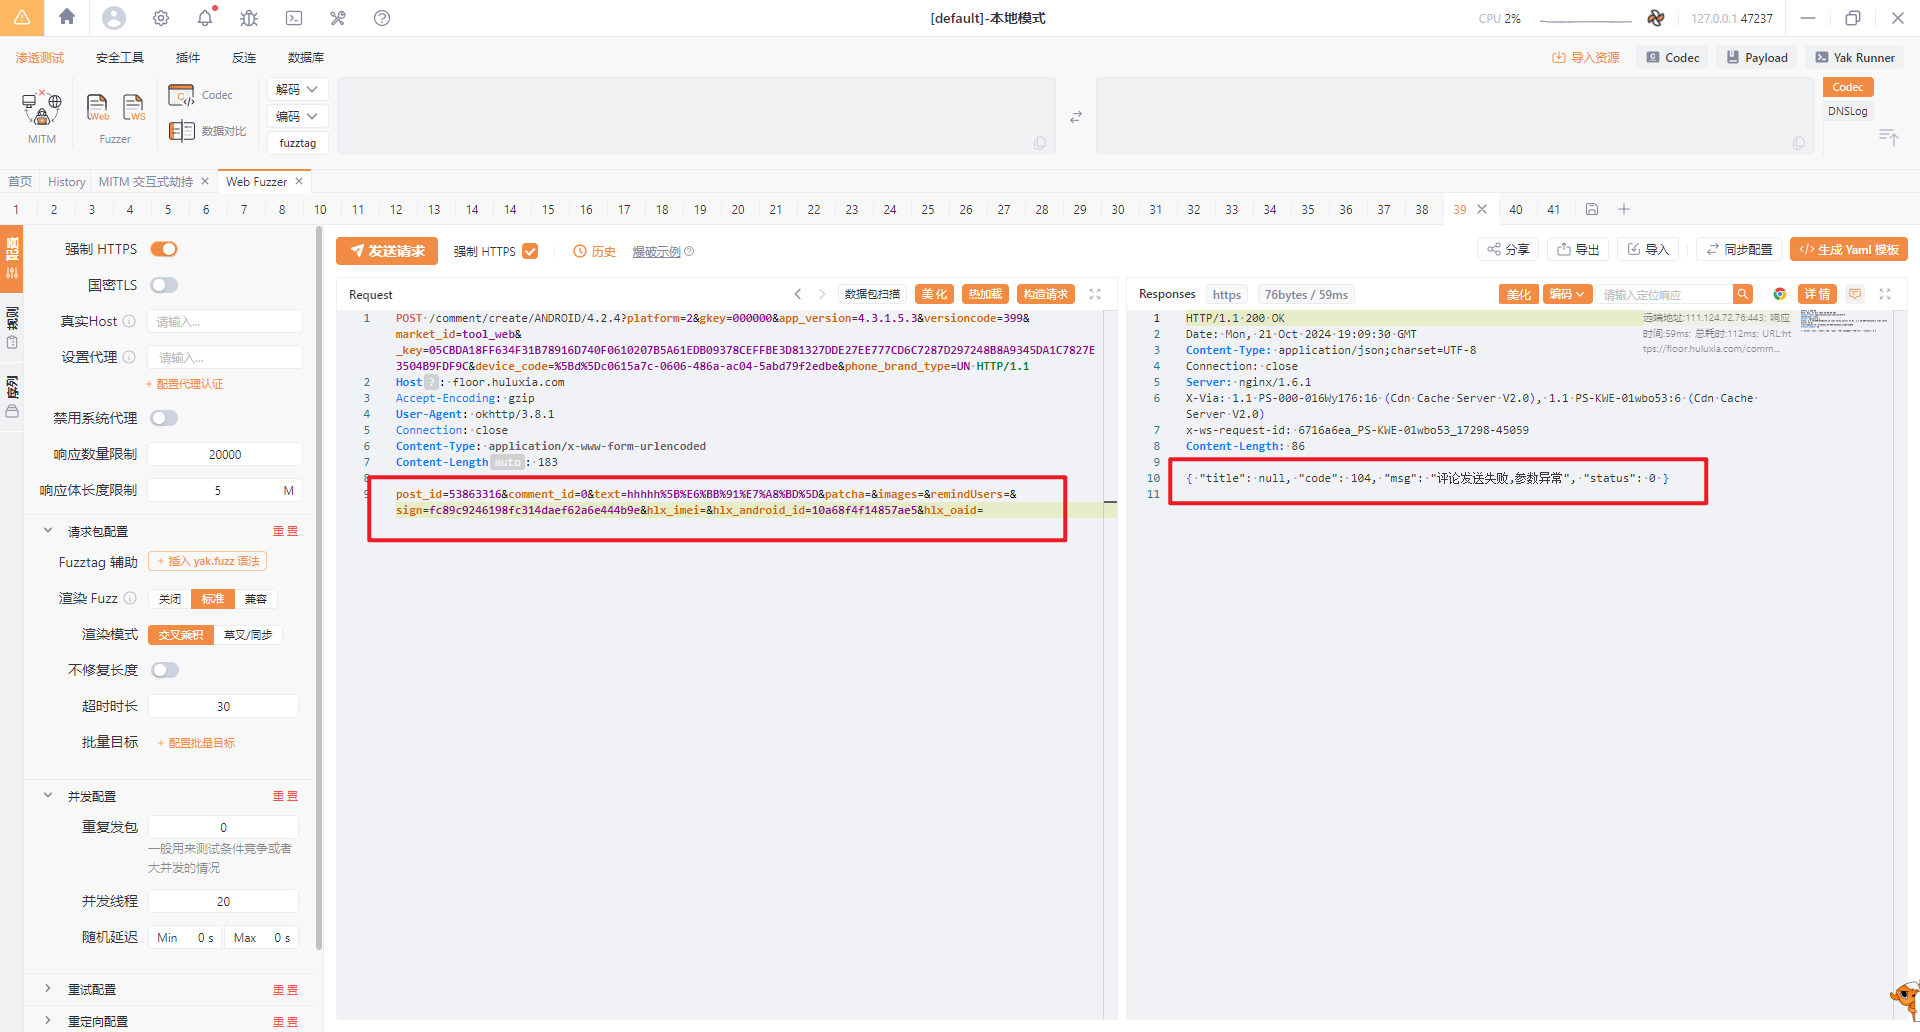 [default]-本地模式
CPU 2%
127.0.0.1 47237
渗透测试
安全工具
插件
反连
数据库
导入资源
Codec
Payload
Yak Runner
MITM
Web
WS
Fuzzer
Codec
数据对比
解码
编码
fuzztag
Codec
DNSLog
首页
History
MITM 交互式劫持
Web Fuzzer
1 2 3 4 5 6 7 8 10 11 12 13 14 14 15 16 17 18 19 20 21 22 23 24 25 26 27 28 29 30 31 32 33 34 35 36 37 38 39 40 41
配置
规则
序列
强制 HTTPS
国密TLS
真实Host
请输入...
设置代理
请输入...
+ 配置代理认证
禁用系统代理
响应数量限制
20000
响应体长度限制
5 M
请求包配置
重 置
Fuzztag 辅助
+ 插入 yak.fuzz 语法
渲染 Fuzz
关闭
标准
兼容
渲染模式
交叉乘积
草叉/同步
不修复长度
超时时长
30
批量目标
+ 配置批量目标
并发配置
重 置
重复发包
0
一般用来测试条件竞争或者
大并发的情况
并发线程
20
随机延迟
Min 0 s
Max 0 s
重试配置
重 置
重定向配置
重 置
发送请求
强制 HTTPS
历史
爆破示例
分享
导出
导入
同步配置
</> 生成 Yaml 模板
Request
数据包扫描
美 化
热加载
构造请求
1 POST /comment/create/ANDROID/4.2.4?platform=2&gkey=000000&app_version=4.3.1.5.3&versioncode=399&
market_id=tool_web&
_key=05CBDA18FF634F31B78916D740F0610207B5A61EDB09378CEFFBE3D81327DDE27EE777CD6C7287D297248B8A9345DA1C7827E
3504B9FDF9C&device_code=%5Bd%5Dc0615a7c-0606-486a-ac04-5abd79f2edbe&phone_brand_type=UN HTTP/1.1
2 Host ? : floor.huluxia.com
3 Accept-Encoding: gzip
4 User-Agent: okhttp/3.8.1
5 Connection: close
6 Content-Type: application/x-www-form-urlencoded
7 Content-Length auto : 183
8
9 post_id=53863316&comment_id=0&text=hhhhh%5B%E6%BB%91%E7%A8%BD%5D&patcha=&images=&remindUsers=&
sign=fc89c9246198fc314daef62a6e444b9e&hlx_imei=&hlx_android_id=10a68f4f14857ae5&hlx_oaid=
Responses
https
76bytes / 59ms
美化
编码
请输入定位响应
详 情
1 HTTP/1.1 200 OK
2 Date: Mon, 21 Oct 2024 19:09:30 GMT
3 Content-Type: application/json;charset=UTF-8
4 Connection: close
5 Server: nginx/1.6.1
6 X-Via: 1.1 PS-000-016Wy176:16 (Cdn Cache Server V2.0), 1.1 PS-KWE-01wbo53:6 (Cdn Cache
Server V2.0)
7 x-ws-request-id: 6716a6ea_PS-KWE-01wbo53_17298-45059
8 Content-Length: 86
9
10 { "title": null, "code": 104, "msg": "评论发送失败,参数异常", "status": 0 }
11
远端地址:111.124.72.76:443; 响应
时间:59ms; 总耗时:112ms; URL:ht
tps://floor.huluxia.com/comm...